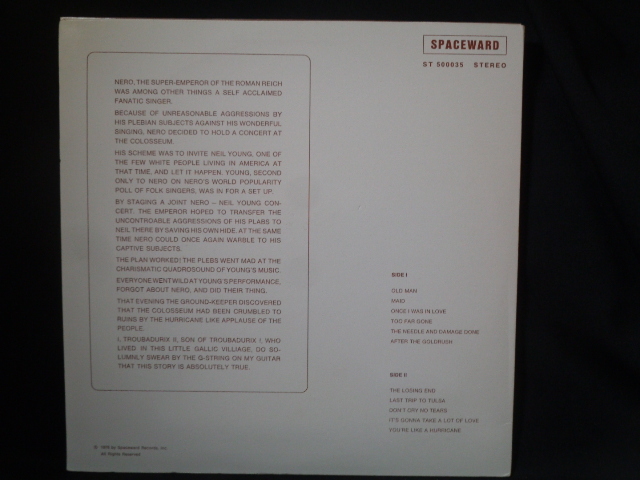 SPACEWARD
ST 500035 STEREO
NERO, THE SUPER-EMPEROR OF THE ROMAN REICH
WAS AMONG OTHER THINGS A SELF ACCLAIMED
FANATIC SINGER.
BECAUSE OF UNREASONABLE AGGRESSIONS BY
HIS PLEBIAN SUBJECTS AGAINST HIS WONDERFUL
SINGING, NERO DECIDED TO HOLD A CONCERT AT
THE COLOSSEUM.
HIS SCHEME WAS TO INVITE NEIL YOUNG, ONE OF
THE FEW WHITE PEOPLE LIVING IN AMERICA AT
THAT TIME, AND LET IT HAPPEN. YOUNG, SECOND
ONLY TO NERO ON NERO'S WORLD POPULARITY
POLL OF FOLK SINGERS, WAS IN FOR A SET UP.
BY STAGING A JOINT NERO – NEIL YOUNG CON-
CERT, THE EMPEROR HOPED TO TRANSFER THE
UNCONTROABLE AGGRESSIONS OF HIS PLABS TO
NEIL THERE BY SAVING HIS OWN HIDE. AT THE SAME
TIME NERO COULD ONCE AGAIN WARBLE TO HIS
CAPTIVE SUBJECTS.
THE PLAN WORKED! THE PLEBS WENT MAD AT THE
CHARISMATIC QUADROSOUND OF YOUNG'S MUSIC.
EVERYONE WENT WILD AT YOUNG'S PERFORMANCE,
FORGOT ABOUT NERO, AND DID THEIR THING.
THAT EVENING THE GROUND-KEEPER DISCOVERED
THAT THE COLOSSEUM HAD BEEN CRUMBLED TO
RUINS BY THE HURRICANE LIKE APPLAUSE OF THE
PEOPLE.
I, TROUBADURIX II, SON OF TROUBADURIX I, WHO
LIVED IN THIS LITTLE GALLIC VILLIAGE, DO SO-
LUMNLY SWEAR BY THE G-STRING ON MY GUITAR
THAT THIS STORY IS ABSOLUTELY TRUE.
SIDE I
OLD MAN
MAID
ONCE I WAS IN LOVE
TOO FAR GONE
THE NEEDLE AND DAMAGE DONE
AFTER THE GOLDRUSH
SIDE II
THE LOSING END
LAST TRIP TO TULSA
DON'T CRY NO TEARS
IT'S GONNA TAKE A LOT OF LOVE
YOU'RE LIKE A HURRICANE
© by Spaceward Records, Inc.
All Rights Reserved